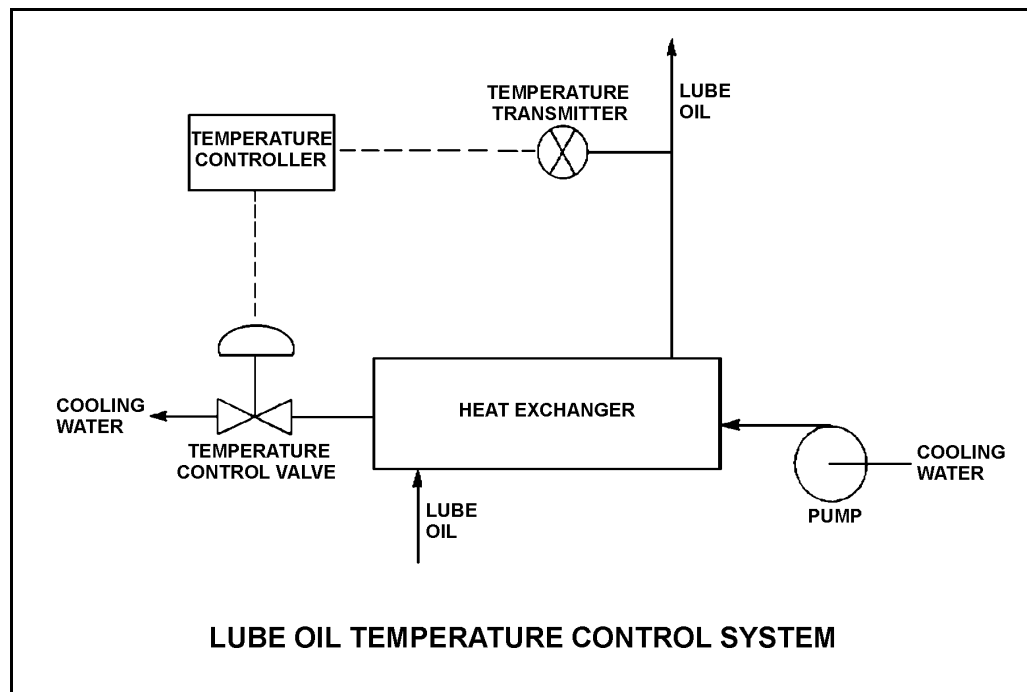 TEMPERATURE
TRANSMITTER
LUBE
OIL
TEMPERATURE
CONTROLLER
COOLING
WATER
TEMPERATURE
CONTROL VALVE
HEAT EXCHANGER
COOLING
WATER
PUMP
LUBE
OIL
LUBE OIL TEMPERATURE CONTROL SYSTEM